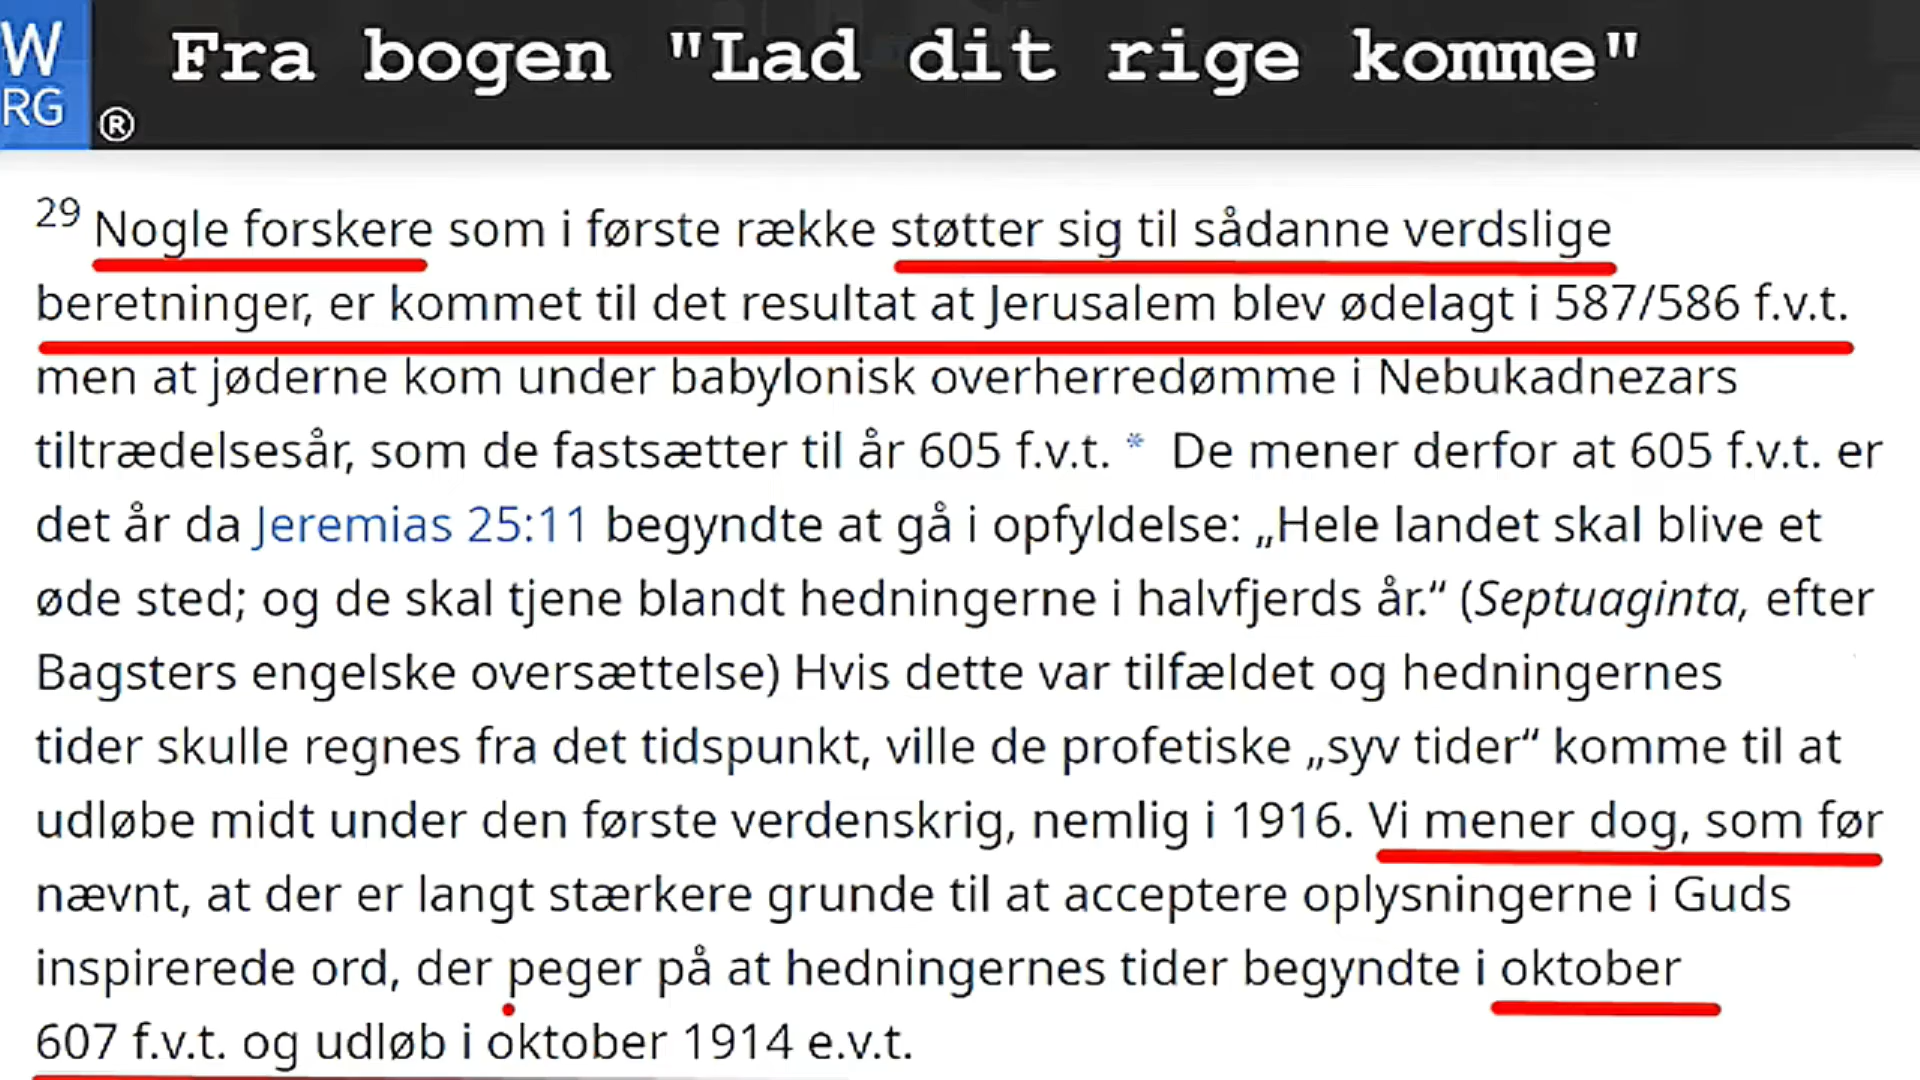 W
RG
®
Fra bogen "Lad dit rige komme"
29 Nogle forskere som i første række støtter sig til sådanne verdslige
beretninger, er kommet til det resultat at Jerusalem blev ødelagt i 587/586 f.v.t.
men at jøderne kom under babylonisk overherredømme i Nebukadnezars
tiltrædelsesår, som de fastsætter til år 605 f.v.t. * De mener derfor at 605 f.v.t. er
det år da Jeremias 25:11 begyndte at gå i opfyldelse: „Hele landet skal blive et
øde sted; og de skal tjene blandt hedningerne i halvfjerds år.“ (Septuaginta, efter
Bagsters engelske oversættelse) Hvis dette var tilfældet og hedningernes
tider skulle regnes fra det tidspunkt, ville de profetiske „syv tider“ komme til at
udløbe midt under den første verdenskrig, nemlig i 1916. Vi mener dog, som før
nævnt, at der er langt stærkere grunde til at acceptere oplysningerne i Guds
inspirerede ord, der peger på at hedningernes tider begyndte i oktober
607 f.v.t. og udløb i oktober 1914 e.v.t.